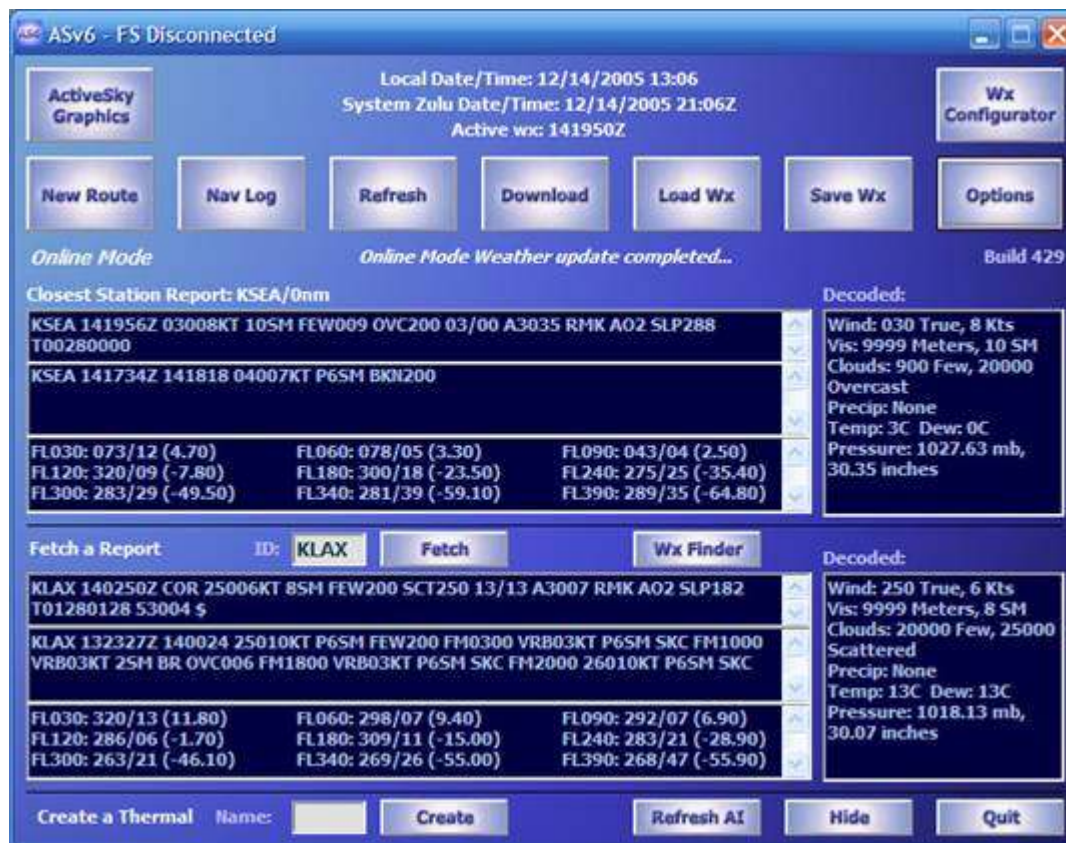 ASv6 - FS Disconnected
ActiveSky Graphics
Local Date/Time: 12/14/2005 13:06
System Zulu Date/Time: 12/14/2005 21:06Z
Active wx: 141950Z
Wx Configurator
New Route Nav Log Refresh Download Load Wx Save Wx Options
Online Mode Online Mode Weather update completed... Build 429
Closest Station Report: KSEA/0nm
KSEA 141956Z 03008KT 10SM FEW009 OVC200 03/00 A3035 RMK AO2 SLP288
T00280000
KSEA 141734Z 141818 04007KT P6SM BKN200
FL030: 073/12 (4.70) FL060: 078/05 (3.30) FL090: 043/04 (2.50)
FL120: 320/09 (-7.80) FL180: 300/18 (-23.50) FL240: 275/25 (-35.40)
FL300: 283/29 (-49.50) FL340: 281/39 (-59.10) FL390: 289/35 (-64.80)
Decoded:
Wind: 030 True, 8 Kts
Vis: 9999 Meters, 10 SM
Clouds: 900 Few, 20000
Overcast
Precip: None
Temp: 3C Dew: 0C
Pressure: 1027.63 mb,
30.35 inches
Fetch a Report ID: KLAX Fetch Wx Finder
KLAX 140250Z COR 25006KT 8SM FEW200 SCT250 13/13 A3007 RMK AO2 SLP182
T01280128 53004 $
KLAX 132327Z 140024 25010KT P6SM FEW200 FM0300 VRB03KT P6SM SKC FM1000
VRB03KT 2SM BR OVC006 FM1800 VRB03KT P6SM SKC FM2000 26010KT P6SM SKC
FL030: 320/13 (11.80) FL060: 298/07 (9.40) FL090: 292/07 (6.90)
FL120: 286/06 (-1.70) FL180: 309/11 (-15.00) FL240: 283/21 (-28.90)
FL300: 263/21 (-46.10) FL340: 269/26 (-55.00) FL390: 268/47 (-55.90)
Decoded:
Wind: 250 True, 6 Kts
Vis: 9999 Meters, 8 SM
Clouds: 20000 Few, 25000
Scattered
Precip: None
Temp: 13C Dew: 13C
Pressure: 1018.13 mb,
30.07 inches
Create a Thermal Name: Create Refresh AI Hide Quit